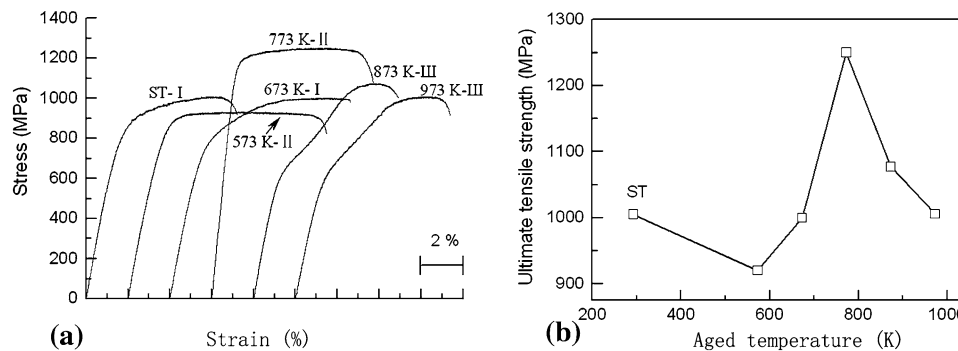 1400
1200
1000
800
600
400
200
0
Stress (MPa)
773 K-II
873 K-III
ST-I
673 K-I
973 K-III
573 K-II
2 %
(a)
Strain (%)
1300
1200
1100
1000
900
Ultimate tensile strength (MPa)
ST
200
400
600
800
1000
(b)
Aged temperature (K)